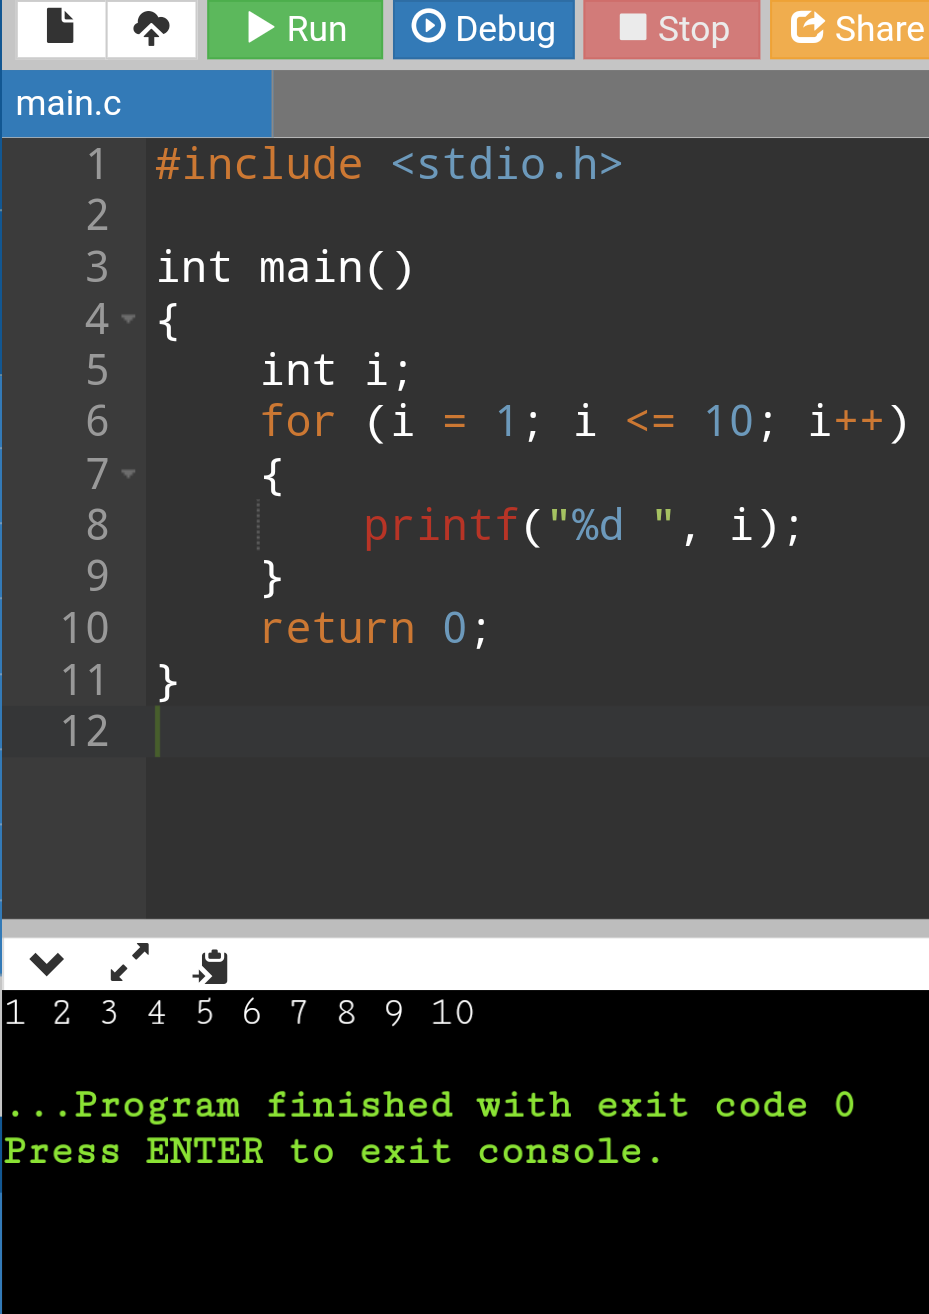 Run Debug Stop Share
main.c
1 #include <stdio.h>
2
3 int main()
4 {
5     int i;
6     for (i = 1; i <= 10; i++)
7     {
8         printf("%d ", i);
9     }
10     return 0;
11 }
12
1 2 3 4 5 6 7 8 9 10
...Program finished with exit code 0
Press ENTER to exit console.